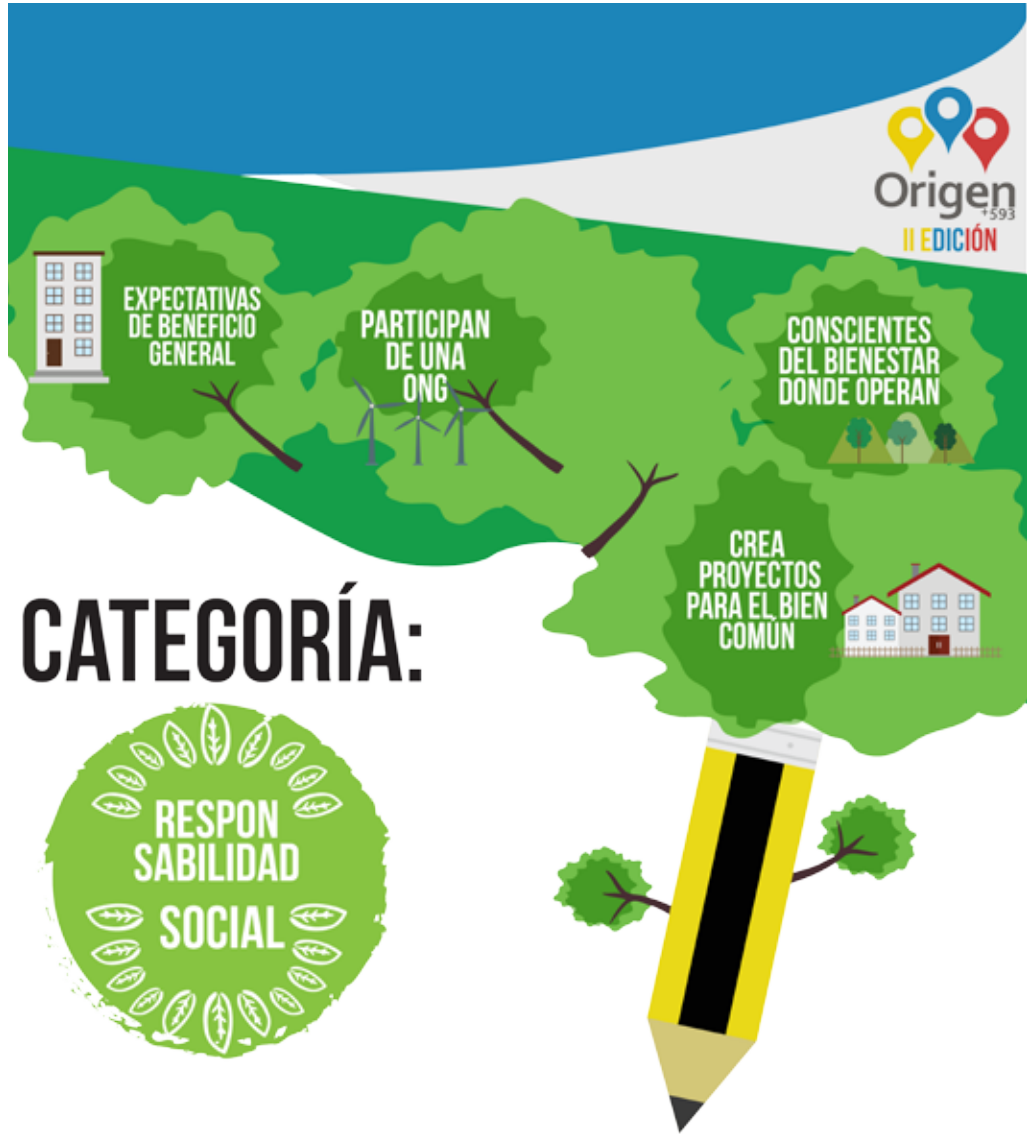 Origen
+593
II EDICIÓN
EXPECTATIVAS
DE BENEFICIO
GENERAL
PARTICIPAN
DE UNA
ONG
CONSCIENTES
DEL BIENESTAR
DONDE OPERAN
CREA
PROYECTOS
PARA EL BIEN
COMÚN
CATEGORÍA:
RESPON
SABILIDAD
SOCIAL